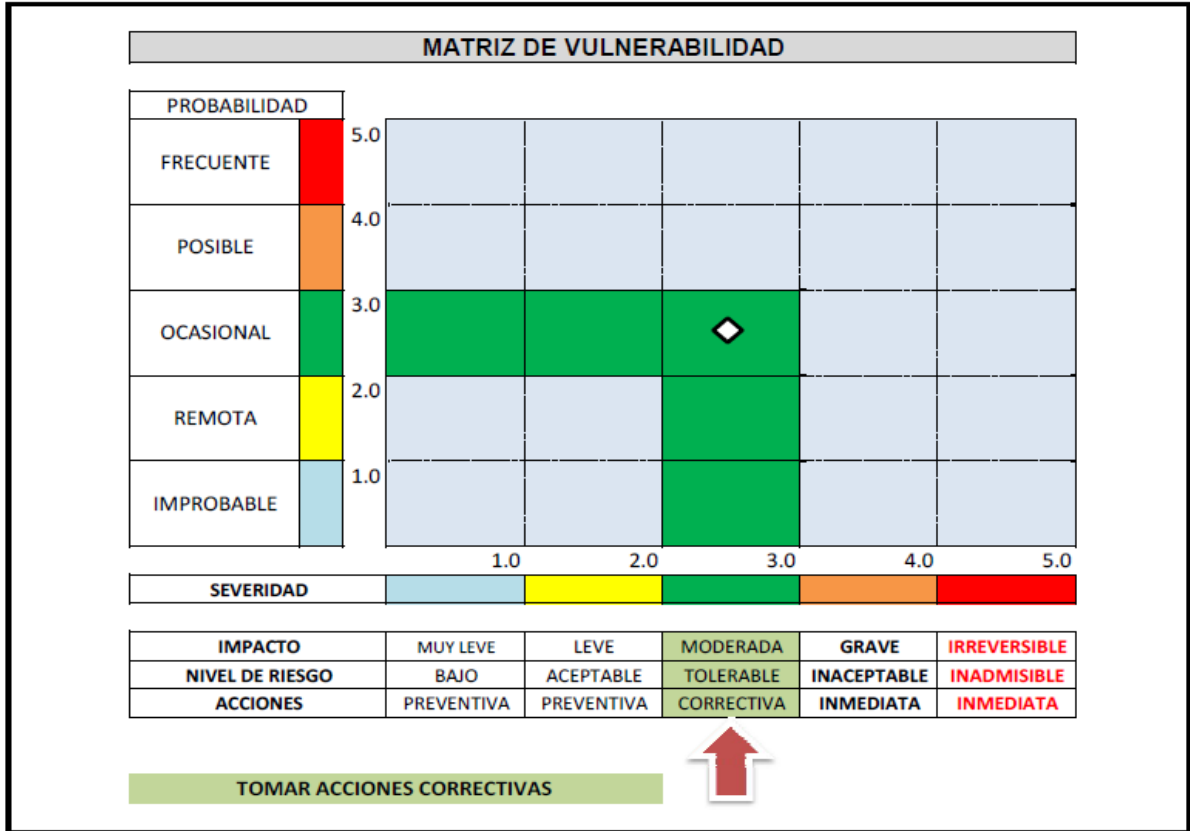 MATRIZ DE VULNERABILIDAD
PROBABILIDAD
5.0
FRECUENTE
4.0
POSIBLE
3.0
OCASIONAL
2.0
REMOTA
1.0
IMPROBABLE
1.0 2.0 3.0 4.0 5.0
SEVERIDAD
IMPACTO MUY LEVE LEVE MODERADA GRAVE IRREVERSIBLE
NIVEL DE RIESGO BAJO ACEPTABLE TOLERABLE INACEPTABLE INADMISIBLE
ACCIONES PREVENTIVA PREVENTIVA CORRECTIVA INMEDIATA INMEDIATA
TOMAR ACCIONES CORRECTIVAS